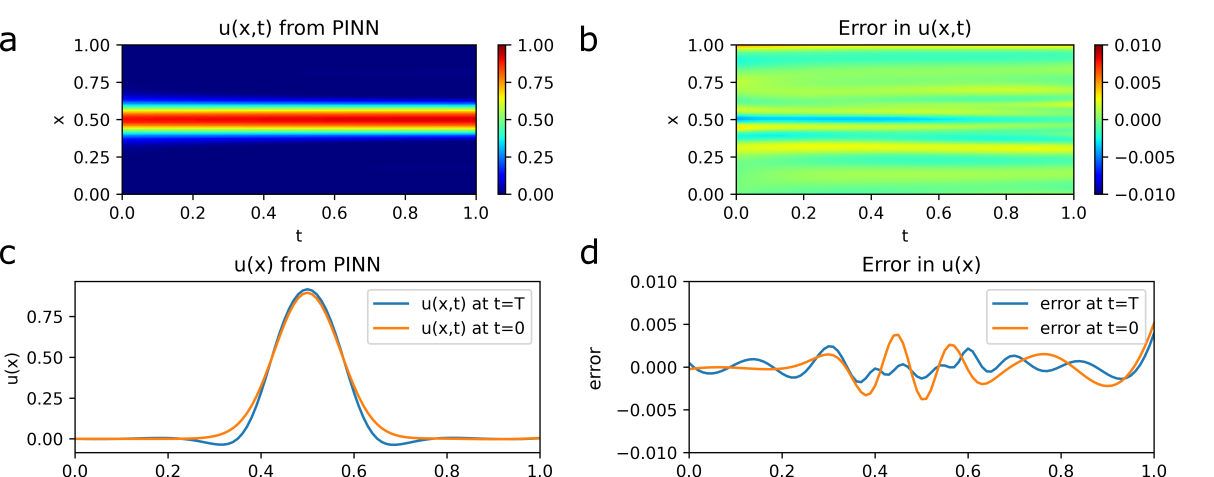 a
u(x,t) from PINN
1.00
0.75
0.50
0.25
0.00
x
0.0 0.2 0.4 0.6 0.8 1.0
t
1.00
0.75
0.50
0.25
0.00
b
Error in u(x,t)
1.00
0.75
0.50
0.25
0.00
x
0.0 0.2 0.4 0.6 0.8 1.0
t
0.010
0.005
0.000
−0.005
−0.010
c
u(x) from PINN
0.75
0.50
0.25
0.00
u(x)
0.0 0.2 0.4 0.6 0.8 1.0
u(x,t) at t=T
u(x,t) at t=0
d
Error in u(x)
0.010
0.005
0.000
−0.005
−0.010
error
0.0 0.2 0.4 0.6 0.8 1.0
error at t=T
error at t=0